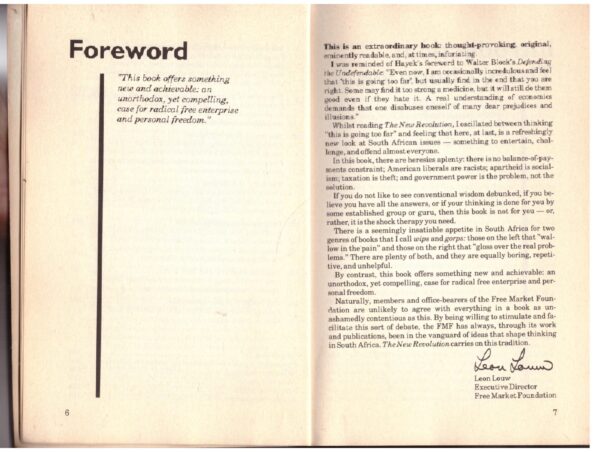 Foreword
"This book offers something
new and achievable: an
unorthodox, yet compelling,
case for radical free enterprise
and personal freedom."
6
This is an extraordinary book: thought-provoking, original,
eminently readable, and, at times, infuriating.
I was reminded of Hayek's foreword to Walter Block's Defending
the Undefendable: "Even now, I am occasionally incredulous and feel
that 'this is going too far', but usually find in the end that you are
right. Some may find it too strong a medicine, but it will still do them
good even if they hate it. A real understanding of economics
demands that one disabuses oneself of many dear prejudices and
illusions."
Whilst reading The New Revolution, I oscillated between thinking
"this is going too far" and feeling that here, at last, is a refreshingly
new look at South African issues — something to entertain, chal-
lenge, and offend almost everyone.
In this book, there are heresies aplenty: there is no balance-of-pay-
ments constraint; American liberals are racists; apartheid is social-
ism; taxation is theft; and government power is the problem, not the
solution.
If you do not like to see conventional wisdom debunked, if you be-
lieve you have all the answers, or if your thinking is done for you by
some established group or guru, then this book is not for you — or,
rather, it is the shock therapy you need.
There is a seemingly insatiable appetite in South Africa for two
genres of books that I call wips and gorps: those on the left that "wal-
low in the pain" and those on the right that "gloss over the real prob-
lems." There are plenty of both, and they are equally boring, repeti-
tive, and unhelpful.
By contrast, this book offers something new and achievable: an
unorthodox, yet compelling, case for radical free enterprise and per-
sonal freedom.
Naturally, members and office-bearers of the Free Market Foun-
dation are unlikely to agree with everything in a book as un-
ashamedly contentious as this. By being willing to stimulate and fa-
cilitate this sort of debate, the FMF has always, through its work
and publications, been in the vanguard of ideas that shape thinking
in South Africa. The New Revolution carries on this tradition.
Leon Louw
Leon Louw
Executive Director
Free Market Foundation
7